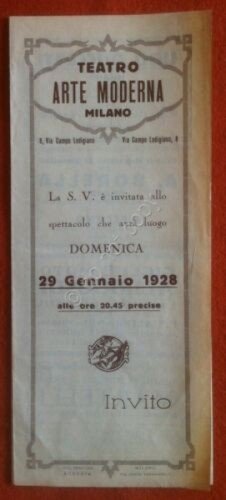 TEATRO
ARTE MODERNA
MILANO
8, Via Campo Lodigiano Via Campo Lodigiano, 8
La S. V. è invitata allo
spettacolo che avrà luogo
DOMENICA
29 Gennaio 1928
alle ore 20.45 precise
Invito